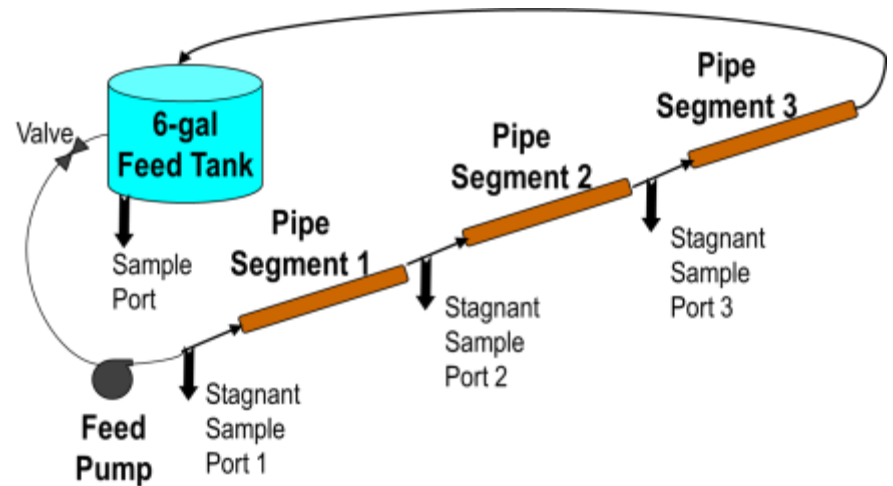 Pipe
Segment 3
6-gal
Feed Tank
Valve
Pipe
Segment 2
Pipe
Segment 1
Sample
Port
Stagnant
Sample
Port 3
Stagnant
Sample
Port 2
Stagnant
Sample
Port 1
Feed
Pump